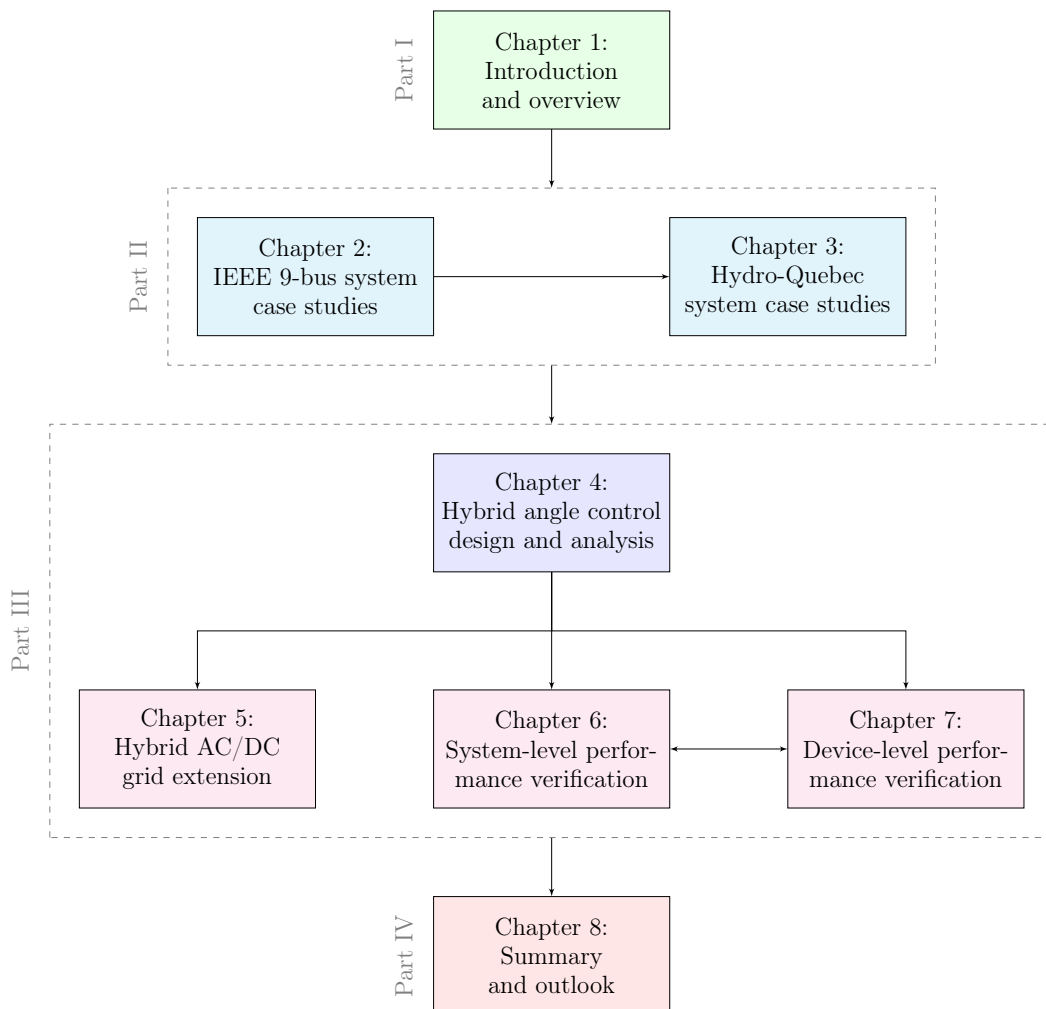 Part I
Chapter 1:
Introduction
and overview
Part II
Chapter 2:
IEEE 9-bus system
case studies
Chapter 3:
Hydro-Quebec
system case studies
Part III
Chapter 4:
Hybrid angle control
design and analysis
Chapter 5:
Hybrid AC/DC
grid extension
Chapter 6:
System-level perfor-
mance verification
Chapter 7:
Device-level perfor-
mance verification
Part IV
Chapter 8:
Summary
and outlook